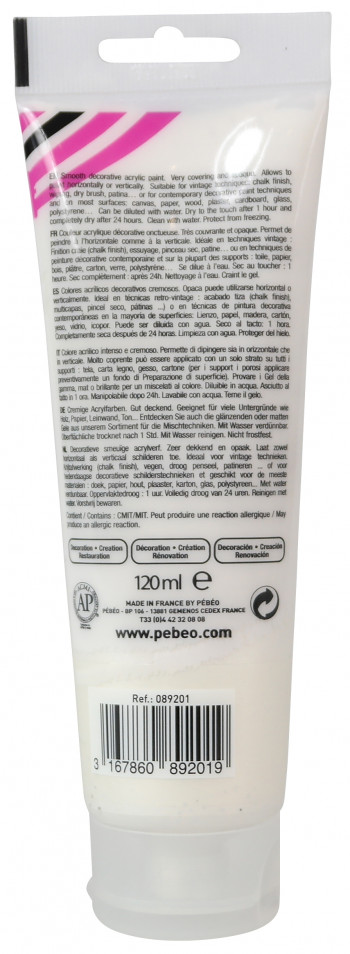 EN Smooth decorative acrylic paint. Very covering and opaque. Allows to
paint horizontally or vertically. Suitable for vintage techniques: chalk finish,
dry brush, patina... or for contemporary decorative paint techniques
and on most surfaces: canvas, paper, wood, plaster, cardboard, glass,
polystyrene... Can be diluted with water. Dry to the touch after 1 hour and
completely dry after 24 hours. Clean with water. Protect from freezing.
FR Couleur acrylique décorative onctueuse. Très couvrante et opaque. Permet de
peindre à l'horizontale comme à la verticale. Idéale en techniques vintage :
Finition craie (chalk finish), essuyage, pinceau sec, patine... ou en techniques de
peinture décorative contemporaine et sur la plupart des supports : toile, papier,
bois, plâtre, carton, verre, polystyrène... Se dilue à l'eau. Sec au toucher : 1
heure. Sec complètement : après 24h. Nettoyage à l'eau. Craint le gel.
ES Colores acrílicos decorativos cremosos. Opaca puede utilizarse horizontal o
verticalmente. Ideal en técnicas retro-vintage : acabado tiza (chalk finish),
multicapas, pincel seco, pátinas ...) o en técnicas de pintura decorativa
contemporáneas en la mayoría de superficies: Lienzo, papel, madera, cartón,
yeso, vidrio, icopor. Puede ser diluida con agua. Seco al tacto: 1 hora.
Completamente seco después de 24 horas. Limpieza con agua. Proteger del hielo.
IT Colore acrilico intenso e cremoso. Permette di dipingere sia in orizzontale che
in verticale. Molto coprente può essere applicato con un solo strato su tutti i
supporti : tela, carta legno, gesso, cartone (per i support i porosi applicare
preventivamente un fondo di Preparazione di superficie). Provare i Gel della
gamma, mat o brillante per un miscelati al colore. Diluibile in acqua. Asciutto al
tatto in 1 ora. Manipolabile dopo 24h. Lavabile con acqua. Teme il gelo.
DE Cremige Acrylfarben. Gut deckend. Geeignet für viele Untergründe wie
Holz, Papier, Leinwand, Ton... Entdecken Sie auch die glänzenden oder matten
Gele aus unserem Sortiment für die Mischtechniken. Mit Wasser verdünnbar.
Oberfläche trocknet nach 1 Std. Mit Wasser reinigen. Nicht frostfest.
NL Decoratieve smeuige acrylverf. Zeer dekkend en opaak. Laat zowel
horizontaal als verticaal schilderen toe. Ideaal voor vintage technieken.
Krijtafwerking (chalk finish), vegen, droog penseel, patineren ... of voor
hedendaagse decoratieve schilderstechnieken en geschikt voor de meeste
materialen : doek, papier, hout, plaaster, karton, glas, polystyreen... Met water
verdunbaar. Oppervlaktedroog : 1 uur. Volledig droog van 24 uren. Reinigen met
water. Vorstvrij bewaren.
Contient / Contains : CMIT/MIT. Peut produire une réaction allergique / May
produce an allergic reaction.
Decoration • Creation
Restauration
Décoration • Création
Rénovation
Decoración • Creación
Renovación
ACMI
AP
120ml ℮
MADE IN FRANCE BY PÉBÉO
PÉBÉO - BP 106 - 13881 GEMENOS CEDEX FRANCE
T33 (0)4 42 32 08 08
www.pebeo.com
Ref.: 089201
3 167860 892019